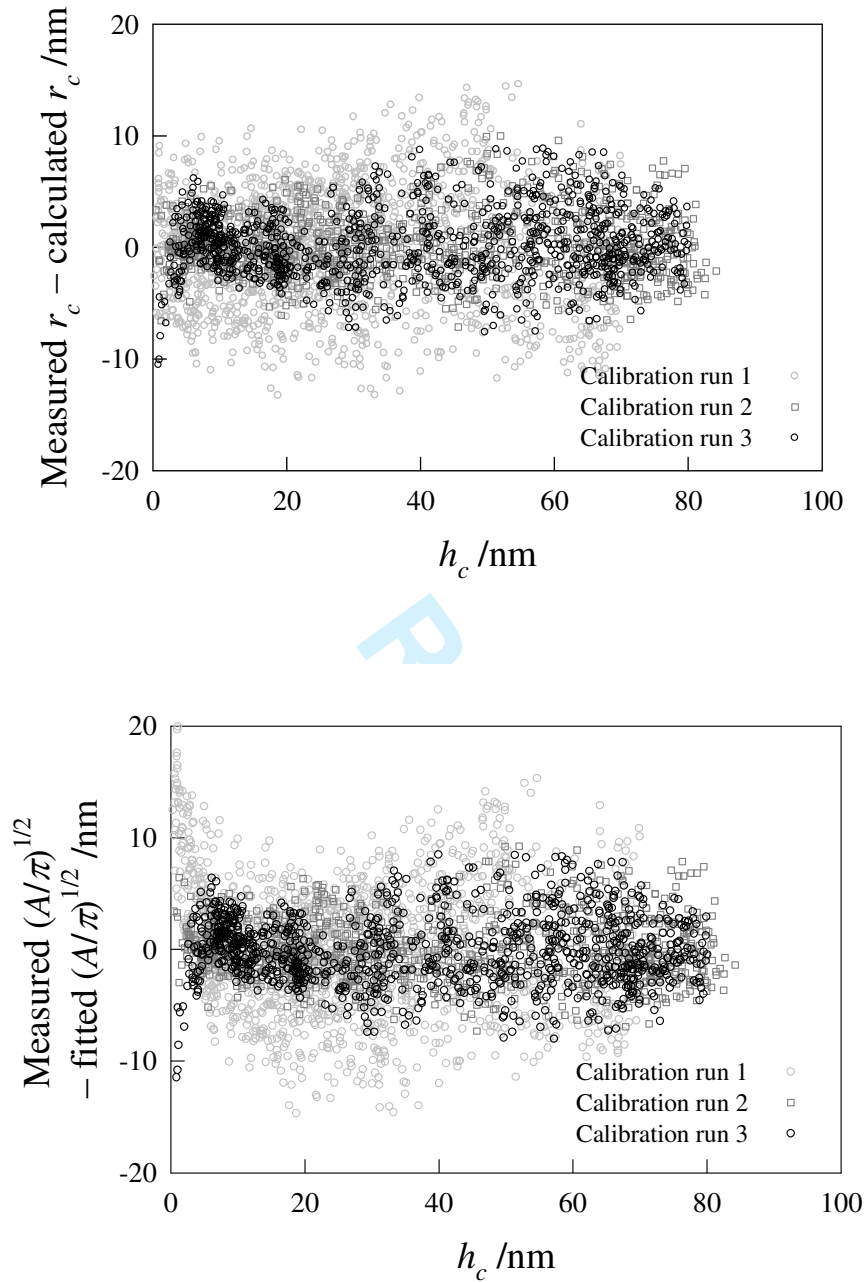 Measured r_c – calculated r_c /nm
20
10
0
-10
-20
Calibration run 1
Calibration run 2
Calibration run 3
0 20 40 60 80 100
h_c /nm
R
Measured (A/π)^1/2
– fitted (A/π)^1/2 /nm
20
10
0
-10
-20
Calibration run 1
Calibration run 2
Calibration run 3
0 20 40 60 80 100
h_c /nm